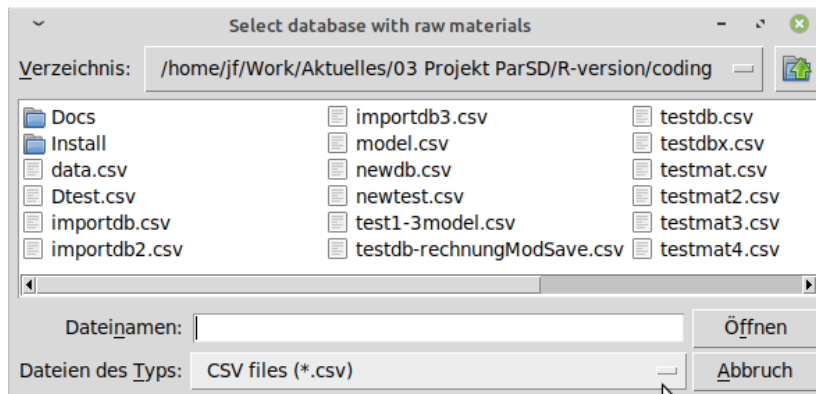 Select database with raw materials
Verzeichnis: /home/jf/Work/Aktuelles/03 Projekt ParSD/R-version/coding
Docs
Install
data.csv
Dtest.csv
importdb.csv
importdb2.csv
importdb3.csv
model.csv
newdb.csv
newtest.csv
test1-3model.csv
testdb-rechnungModSave.csv
testdb.csv
testdbx.csv
testmat.csv
testmat2.csv
testmat3.csv
testmat4.csv
Dateinamen: Öffnen
Dateien des Typs: CSV files (*.csv) Abbruch